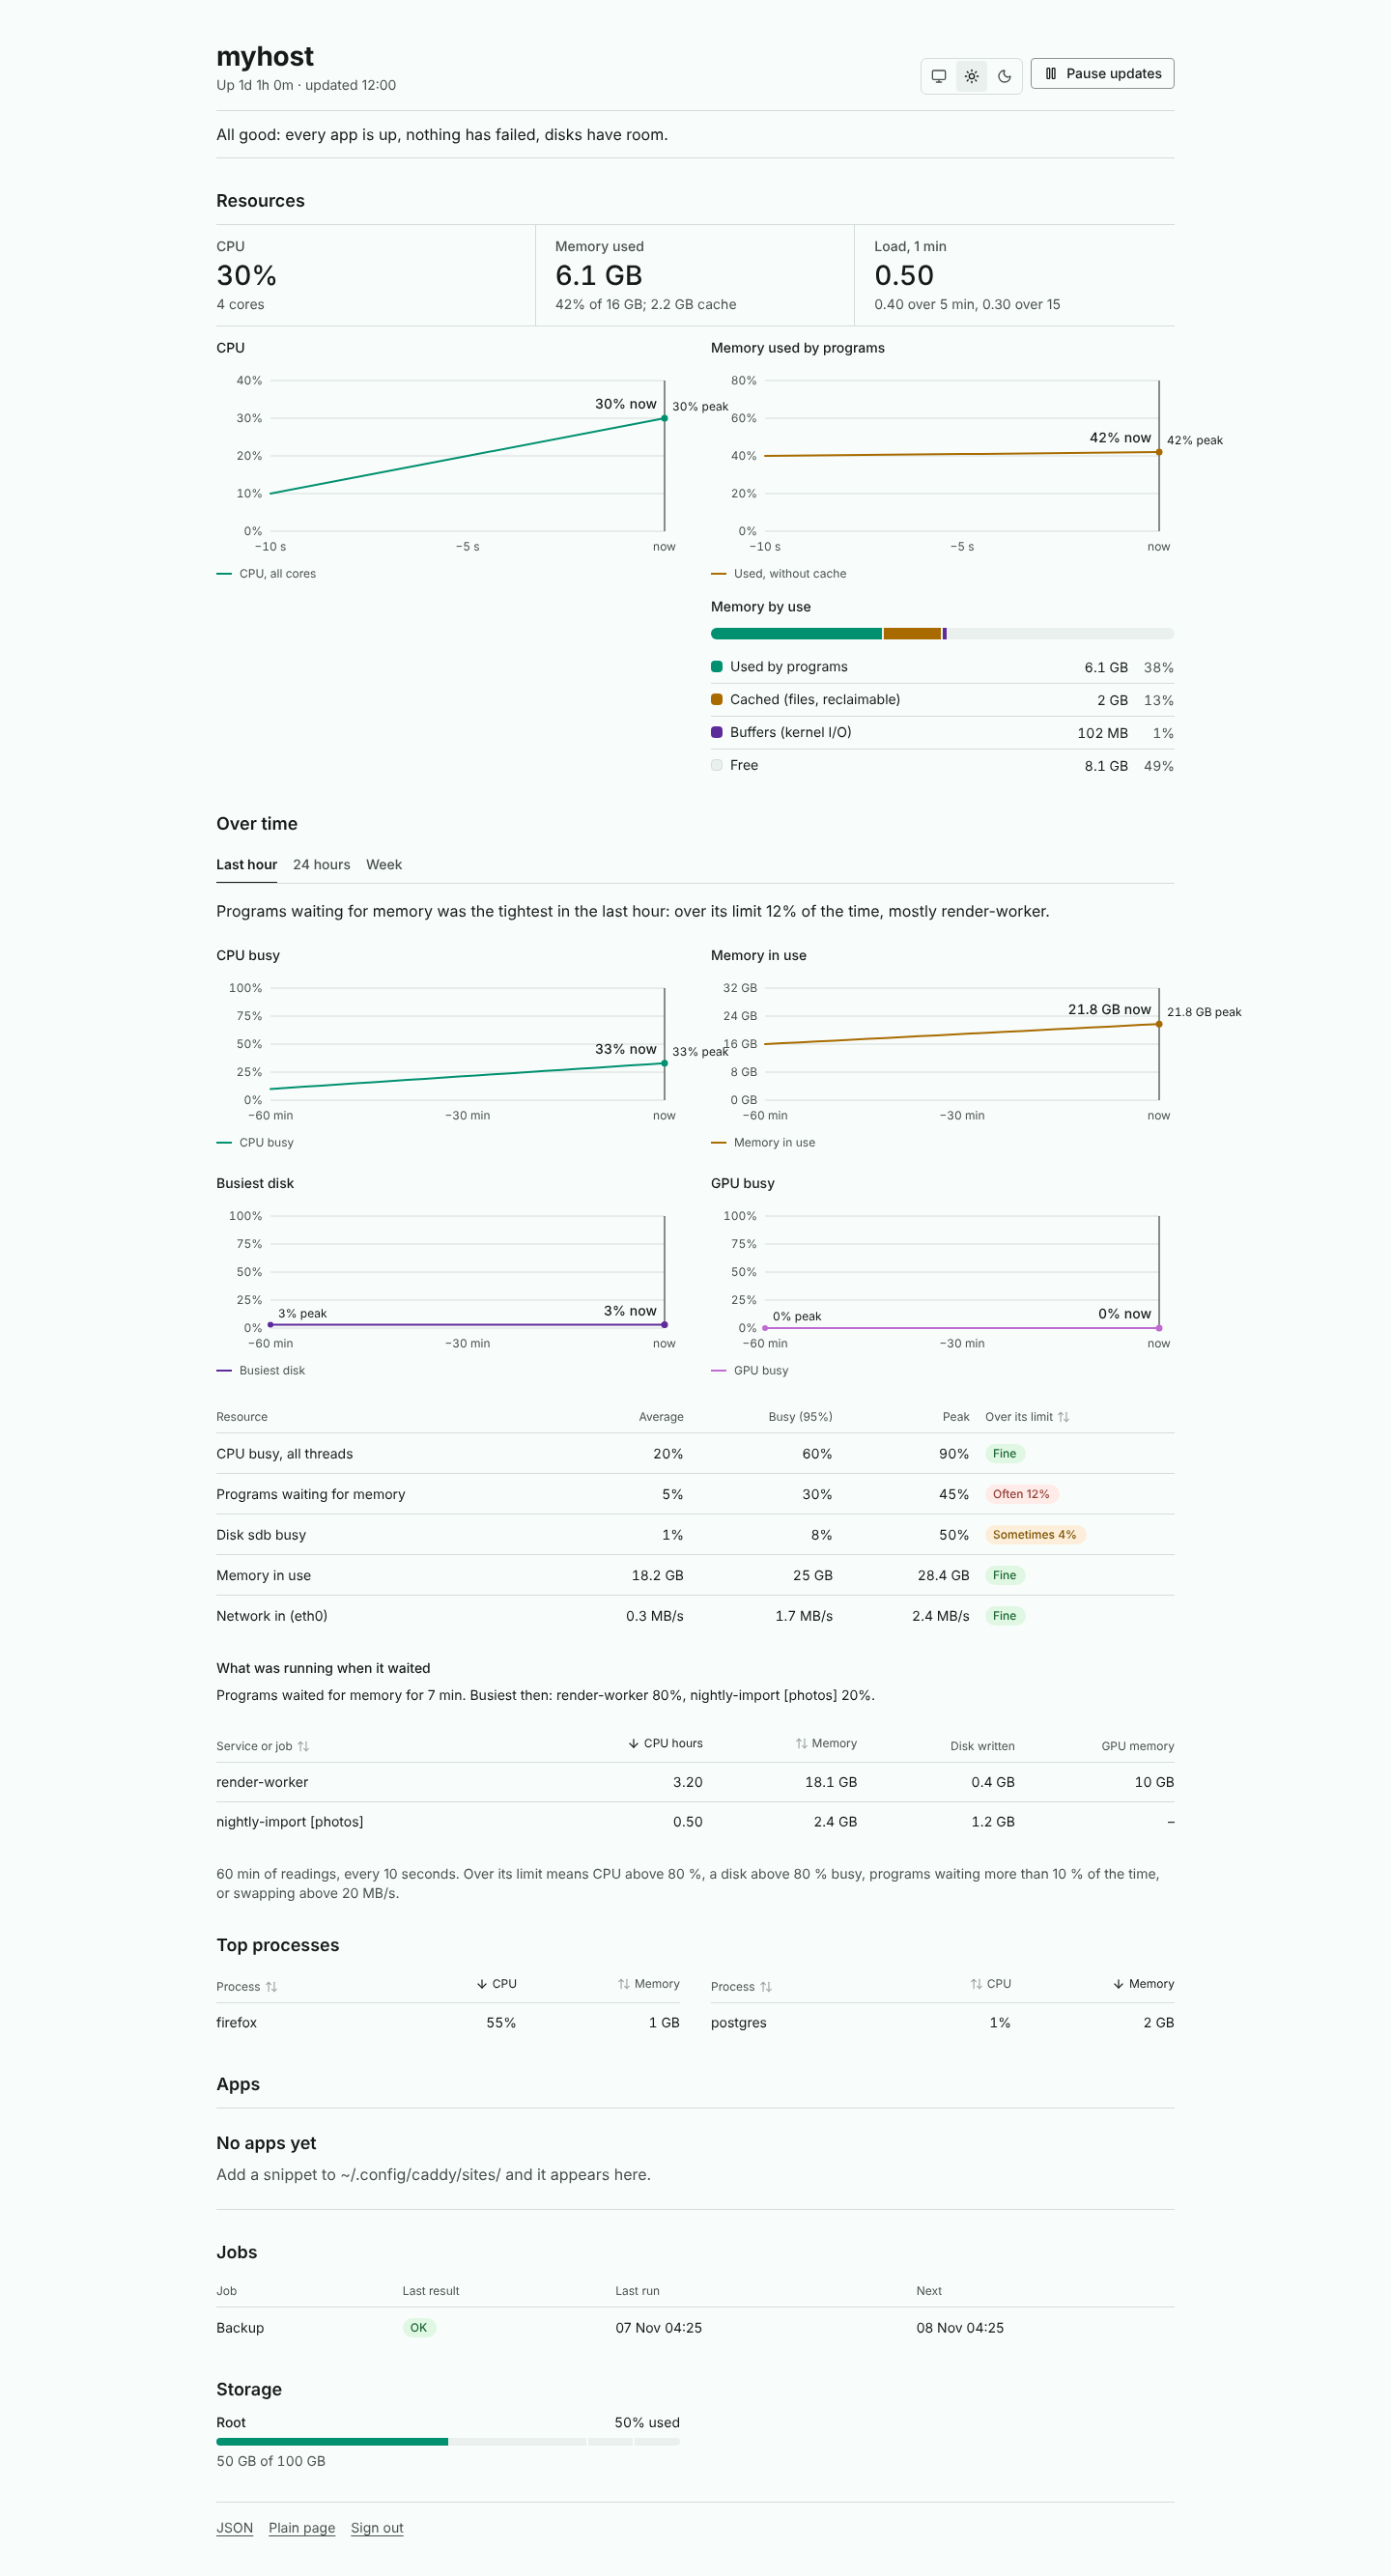 myhost
Up 1d 1h 0m · updated 12:00
Pause updates
All good: every app is up, nothing has failed, disks have room.
Resources
CPU
30%
4 cores
Memory used
6.1 GB
42% of 16 GB; 2.2 GB cache
Load, 1 min
0.50
0.40 over 5 min, 0.30 over 15
CPU
40%
30%
20%
10%
0%
30% now
30% peak
−10 s
−5 s
now
CPU, all cores
Memory used by programs
80%
60%
40%
20%
0%
42% now
42% peak
−10 s
−5 s
now
Used, without cache
Memory by use
Used by programs 6.1 GB 38%
Cached (files, reclaimable) 2 GB 13%
Buffers (kernel I/O) 102 MB 1%
Free 8.1 GB 49%
Over time
Last hour 24 hours Week
Programs waiting for memory was the tightest in the last hour: over its limit 12% of the time, mostly render-worker.
CPU busy
100%
75%
50%
25%
0%
33% now
33% peak
−60 min
−30 min
now
CPU busy
Memory in use
32 GB
24 GB
16 GB
8 GB
0 GB
21.8 GB now
21.8 GB peak
−60 min
−30 min
now
Memory in use
Busiest disk
100%
75%
50%
25%
0%
3% peak
3% now
−60 min
−30 min
now
Busiest disk
GPU busy
100%
75%
50%
25%
0%
0% peak
0% now
−60 min
−30 min
now
GPU busy
Resource Average Busy (95%) Peak Over its limit
CPU busy, all threads 20% 60% 90% Fine
Programs waiting for memory 5% 30% 45% Often 12%
Disk sdb busy 1% 8% 50% Sometimes 4%
Memory in use 18.2 GB 25 GB 28.4 GB Fine
Network in (eth0) 0.3 MB/s 1.7 MB/s 2.4 MB/s Fine
What was running when it waited
Programs waited for memory for 7 min. Busiest then: render-worker 80%, nightly-import [photos] 20%.
Service or job CPU hours Memory Disk written GPU memory
render-worker 3.20 18.1 GB 0.4 GB 10 GB
nightly-import [photos] 0.50 2.4 GB 1.2 GB –
60 min of readings, every 10 seconds. Over its limit means CPU above 80 %, a disk above 80 % busy, programs waiting more than 10 % of the time,
or swapping above 20 MB/s.
Top processes
Process CPU Memory
firefox 55% 1 GB
Process CPU Memory
postgres 1% 2 GB
Apps
No apps yet
Add a snippet to ~/.config/caddy/sites/ and it appears here.
Jobs
Job Last result Last run Next
Backup OK 07 Nov 04:25 08 Nov 04:25
Storage
Root 50% used
50 GB of 100 GB
JSON Plain page Sign out